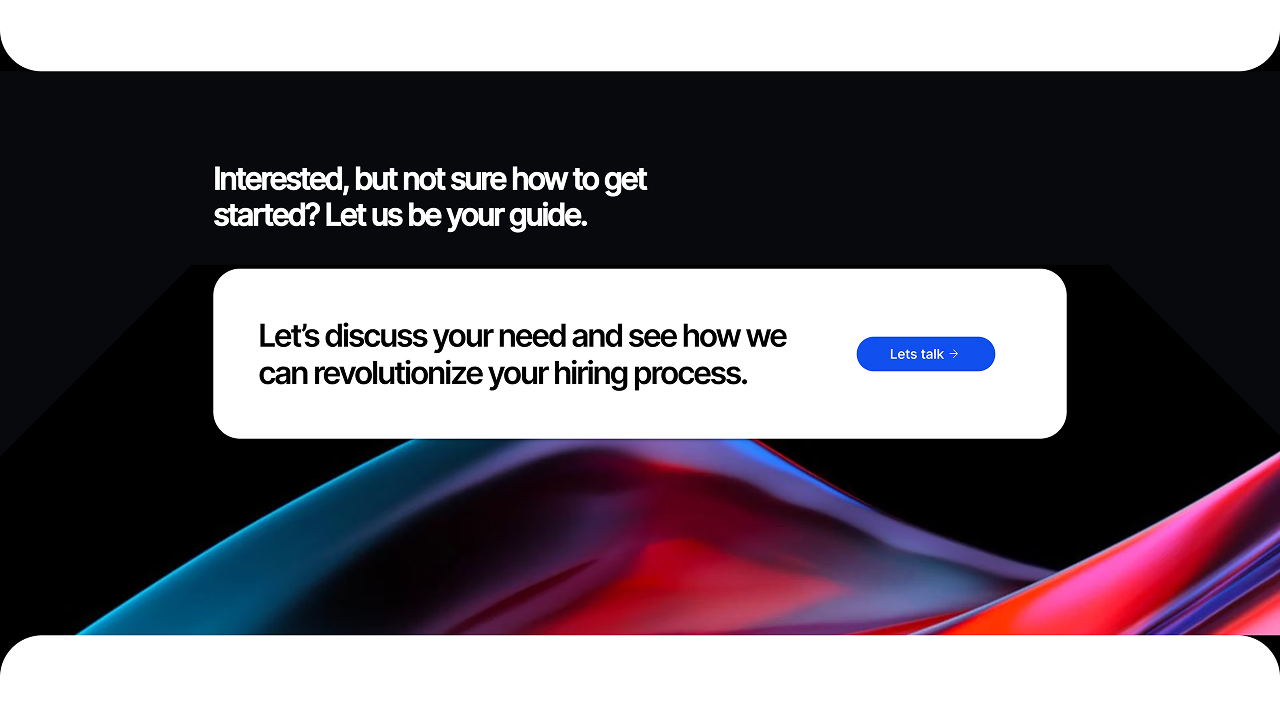 Interested, but not sure how to get
started? Let us be your guide.
Let’s discuss your need and see how we
can revolutionize your hiring process.
Lets talk →